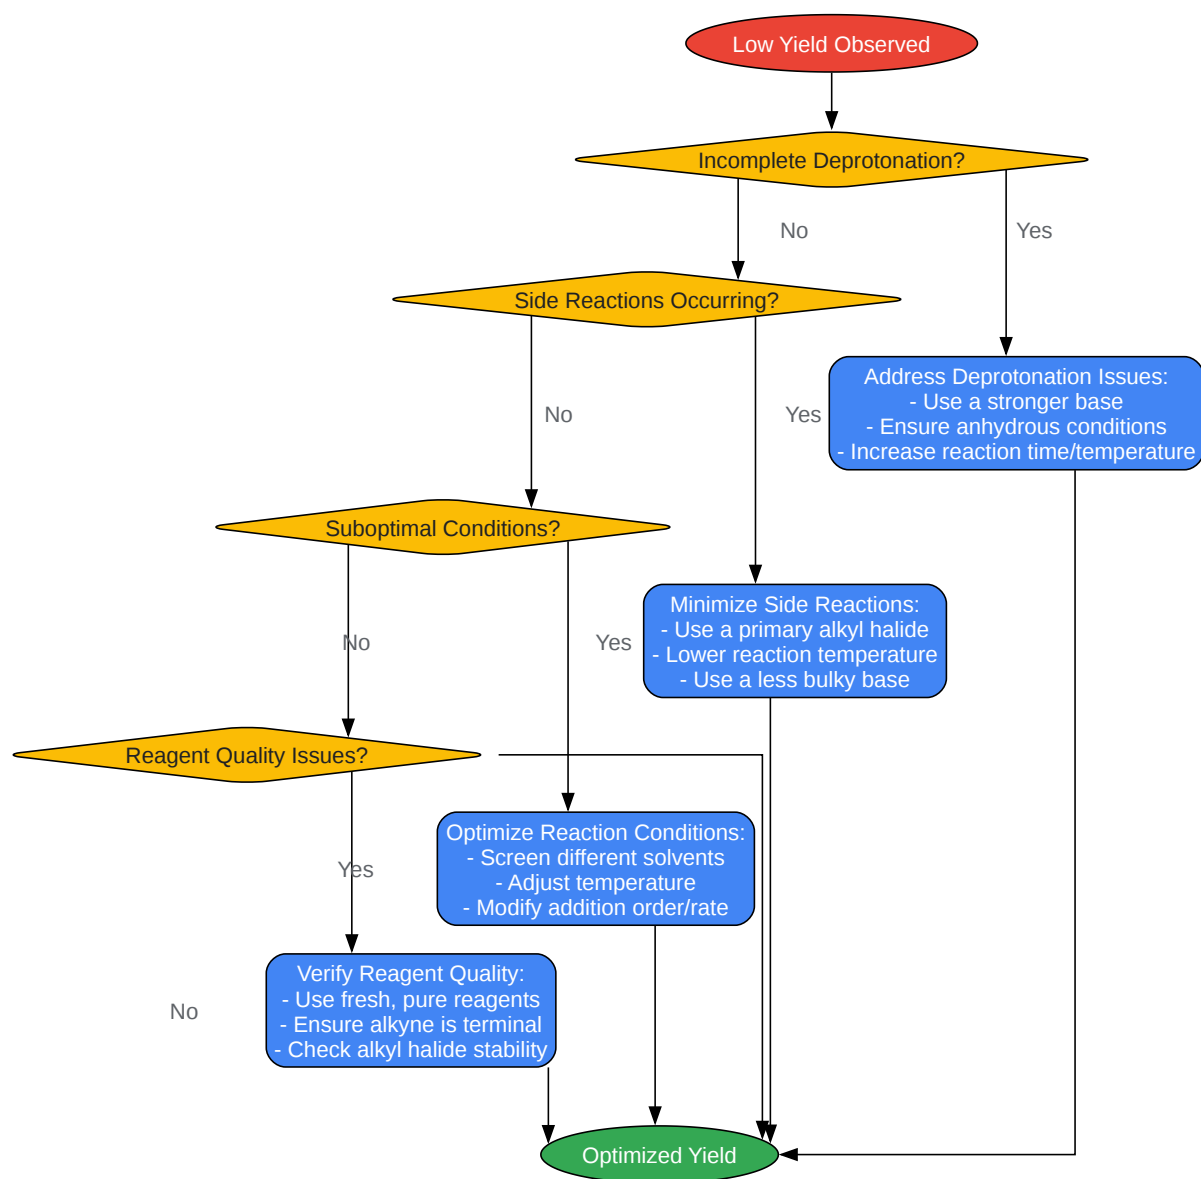 Low Yield Observed
Incomplete Deprotonation?
No
Yes
Side Reactions Occurring?
Address Deprotonation Issues:
- Use a stronger base
- Ensure anhydrous conditions
- Increase reaction time/temperature
No
Yes
Suboptimal Conditions?
Minimize Side Reactions:
- Use a primary alkyl halide
- Lower reaction temperature
- Use a less bulky base
No
Yes
Reagent Quality Issues?
Optimize Reaction Conditions:
- Screen different solvents
- Adjust temperature
- Modify addition order/rate
Yes
Verify Reagent Quality:
- Use fresh, pure reagents
- Ensure alkyne is terminal
- Check alkyl halide stability
No
Optimized Yield